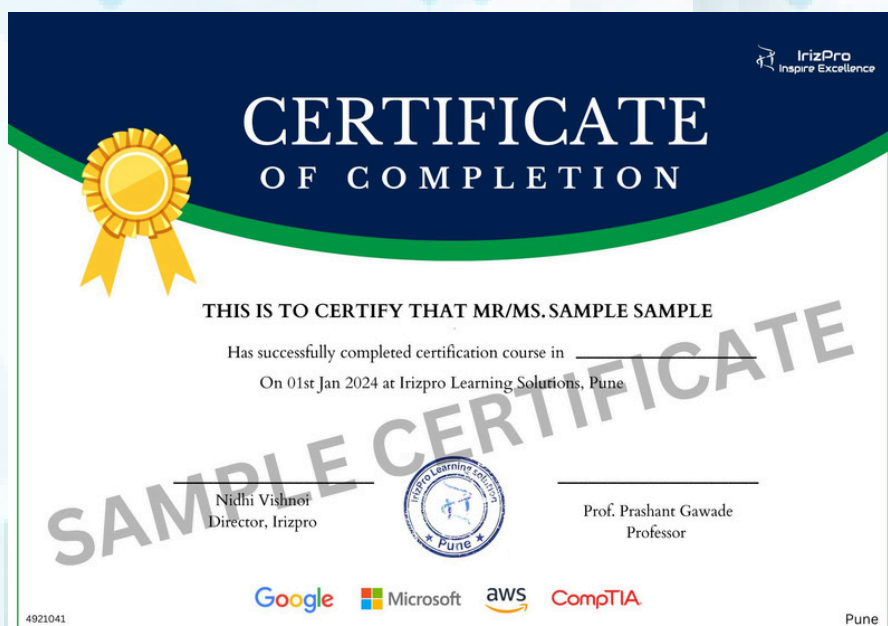 IrizPro
Inspire Excellence
CERTIFICATE
OF COMPLETION
THIS IS TO CERTIFY THAT MR/MS. SAMPLE SAMPLE
Has successfully completed certification course in
On 01st Jan 2024 at Irizpro Learning Solutions, Pune
SAMPLE CERTIFICATE
Nidhi Vishnoi
Director, Irizpro
IrizPro Learning solution
Pune
Prof. Prashant Gawade
Professor
Google Microsoft aws CompTIA
4921041
Pune